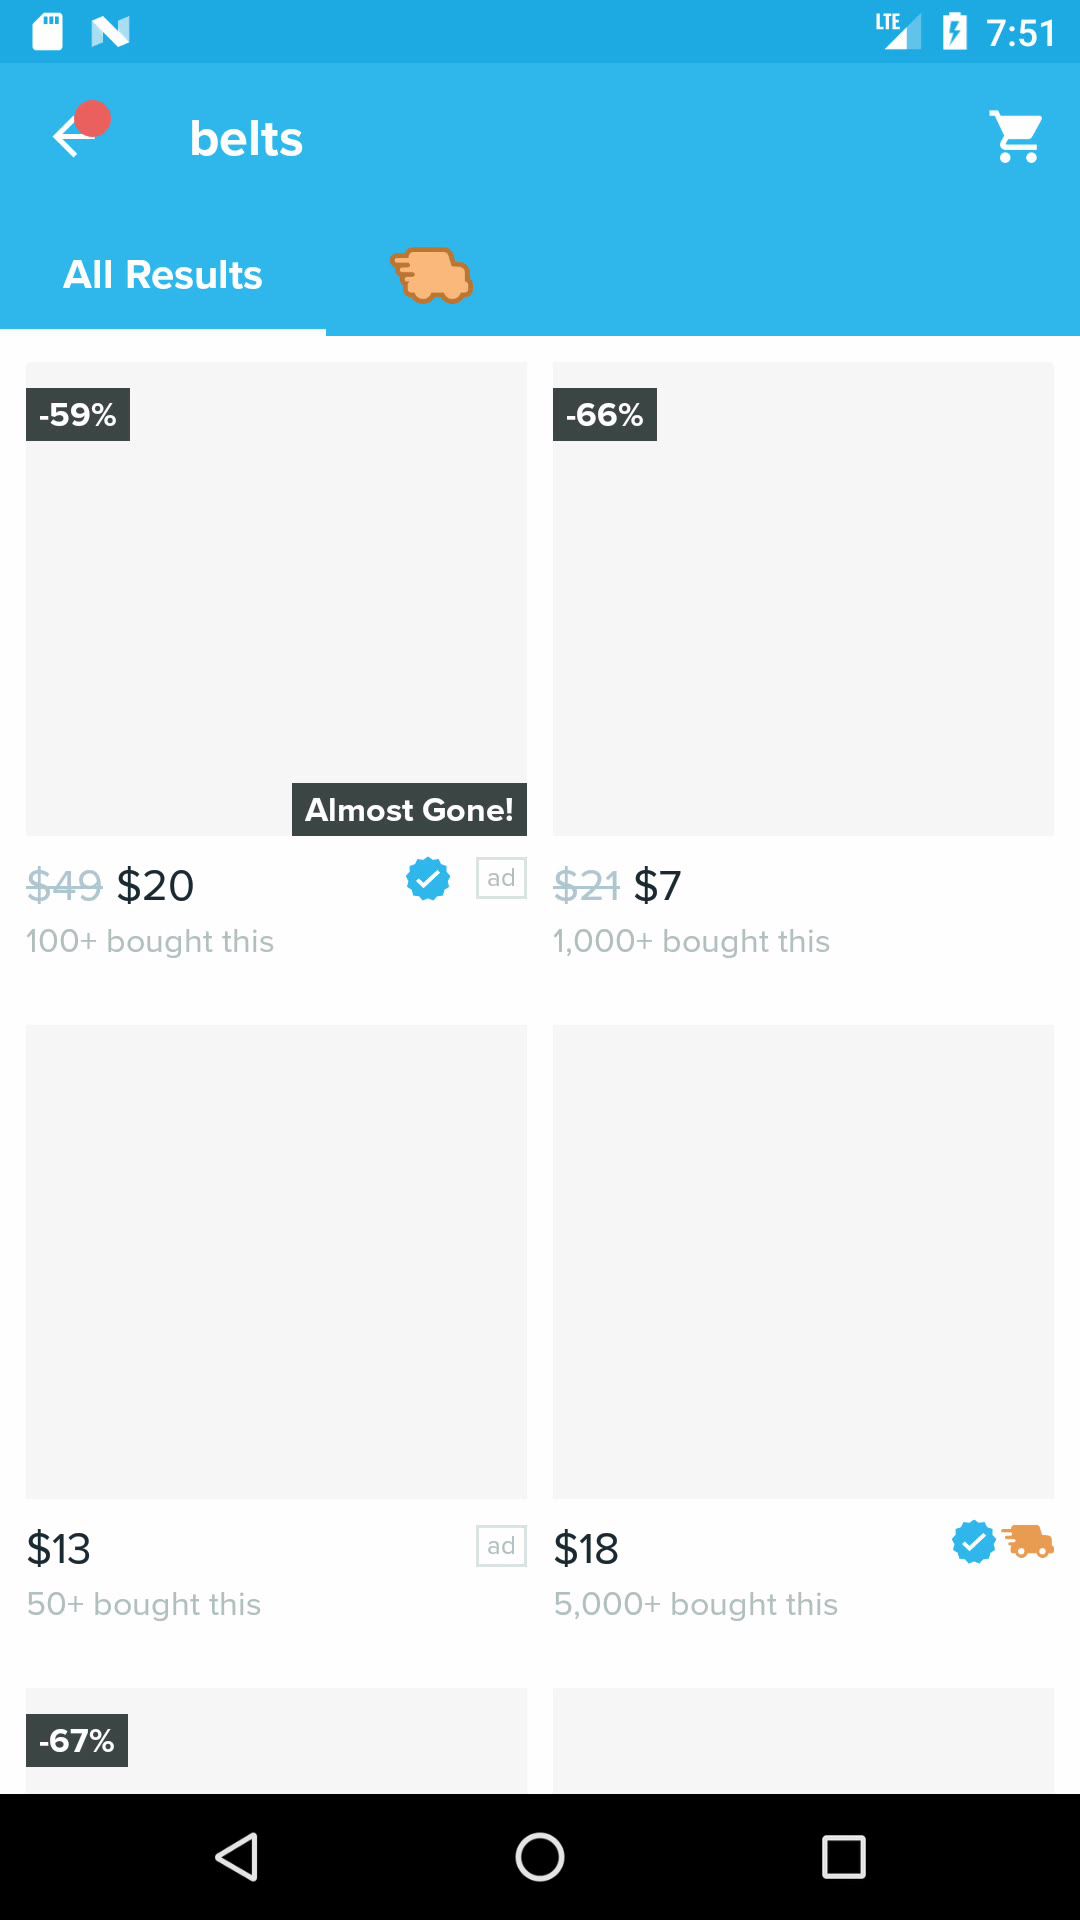 LTE 7:51
belts
All Results
-59%
-66%
Almost Gone!
$49 $20 ad
$21 $7
100+ bought this
1,000+ bought this
$13 ad
$18
50+ bought this
5,000+ bought this
-67%